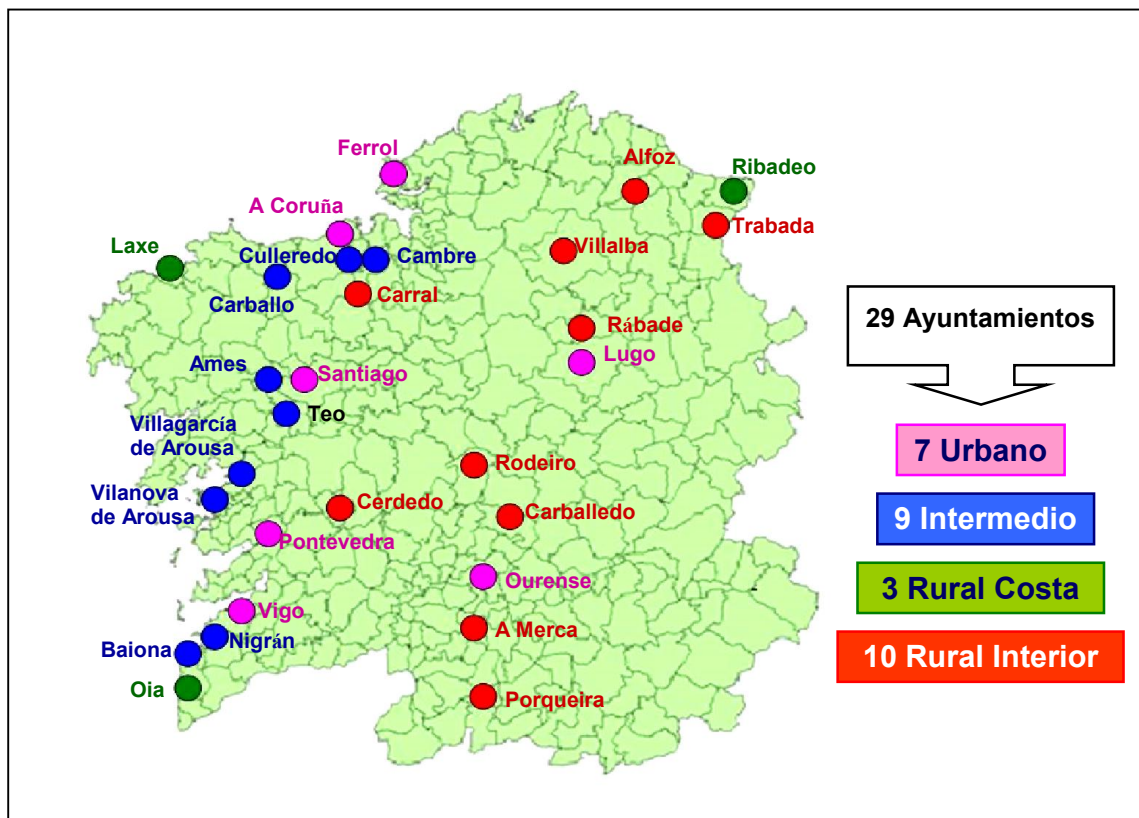 Ferrol
Alfoz
Ribadeo
A Coruña
Trabada
Laxe
Culleredo
Cambre
Villalba
Carballo
Carral
29 Ayuntamientos
Rábade
Lugo
Ames
Santiago
Teo
Villagarcía
de Arousa
7 Urbano
Rodeiro
Vilanova
de Arousa
Cerdedo
Carballedo
9 Intermedio
Pontevedra
Ourense
3 Rural Costa
Vigo
A Merca
Nigrán
Baiona
10 Rural Interior
Oia
Porqueira